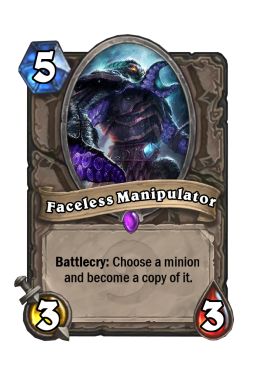 5
Faceless Manipulator
Battlecry: Choose a minion
and become a copy of it.
3
3